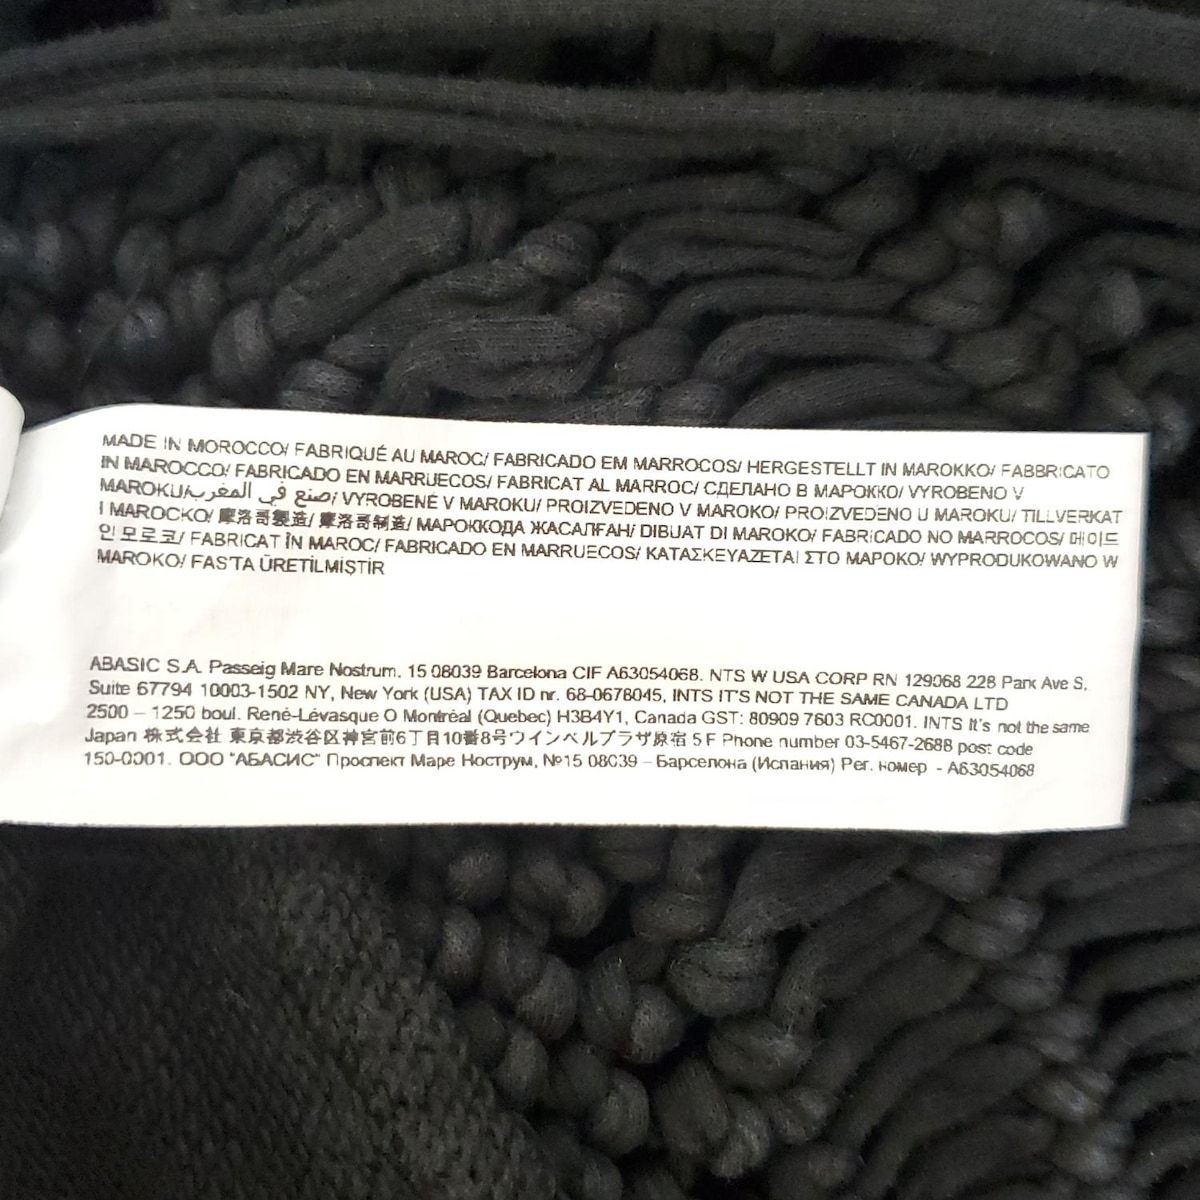 MADE IN MOROCCO/ FABRIQUÉ AU MAROC/ FABRICADO EM MARROCOS/ HERGESTELLT IN MAROKKO/ FABBRICATO
IN MAROCCO/ FABRICADO EN MARRUECOS/ FABRICAT AL MARROC/ СДЕЛАНО В МАРОККО/ VYROBENO V
MAROKU/صنع في المغرب/ VYROBENÉ V MAROKU/ PROIZVEDENO V MAROKO/ PROIZVEDENO U MAROKU/ TILLVERKAT
I MAROCKO/ 摩洛哥製造/ 摩洛哥制造/ МАРОККОДА ЖАСАЛҒАН/ DIBUAT DI MAROKO/ FABRICADO NO MARROCOS/ 메이드
인 모로코/ FABRICAT ÎN MAROC/ FABRICADO EN MARRUECOS/ ΚΑΤΑΣΚΕΥΑΖΕΤΑΙ ΣΤΟ ΜΑΡΟΚΟ/ WYPRODUKOWANO W
MAROKO/ FAS'TA ÜRETİLMİŞTİR
ABASIC S.A. Passeig Mare Nostrum, 15 08039 Barcelona CIF A63054068. NTS W USA CORP RN 129068 228 Park Ave S.
Suite 67794 10003-1502 NY, New York (USA) TAX ID nr. 68-0678045, INTS IT'S NOT THE SAME CANADA LTD
2500 – 1250 boul. René-Lévasque O Montréal (Quebec) H3B4Y1, Canada GST: 80909 7603 RC0001. INTS It's not the same
Japan 株式会社 東京都渋谷区神宮前6丁目10番8号ウインベルプラザ原宿 5 F Phone number 03-5467-2688 post code
150-0001. ООО "АБАСИС" Проспект Маре Нострум, №15 08039 – Барселона (Испания) Рег. номер - A63054068